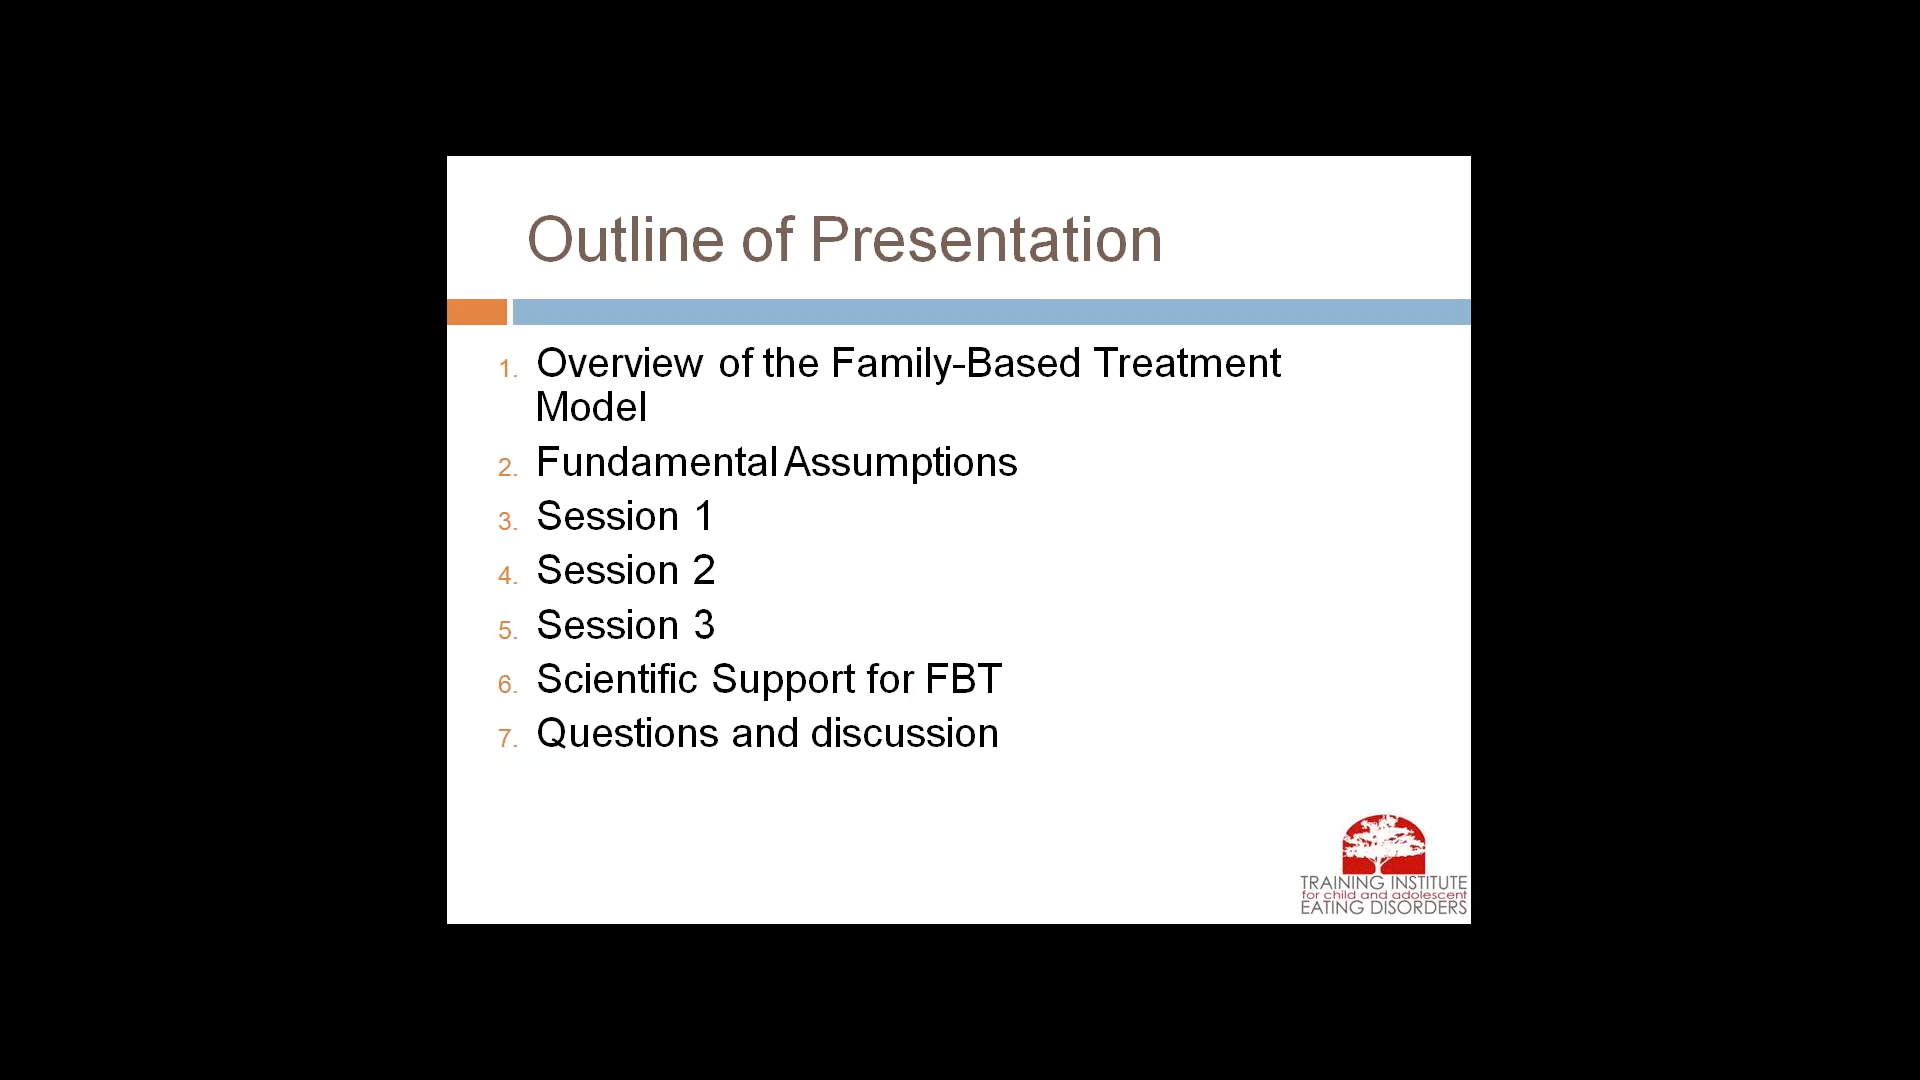 Outline of Presentation
1. Overview of the Family-Based Treatment
Model
2. Fundamental Assumptions
3. Session 1
4. Session 2
5. Session 3
6. Scientific Support for FBT
7. Questions and discussion
TRAINING INSTITUTE
for child and adolescent
EATING DISORDERS